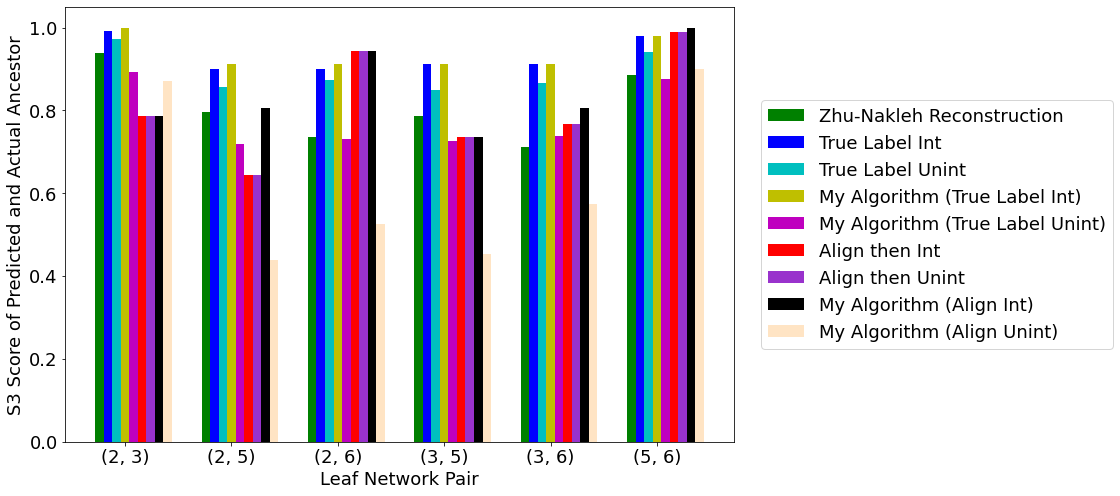 S3 Score of Predicted and Actual Ancestor
1.0
0.8
0.6
0.4
0.2
0.0
(2, 3) (2, 5) (2, 6) (3, 5) (3, 6) (5, 6)
Leaf Network Pair
Zhu-Nakleh Reconstruction
True Label Int
True Label Unint
My Algorithm (True Label Int)
My Algorithm (True Label Unint)
Align then Int
Align then Unint
My Algorithm (Align Int)
My Algorithm (Align Unint)